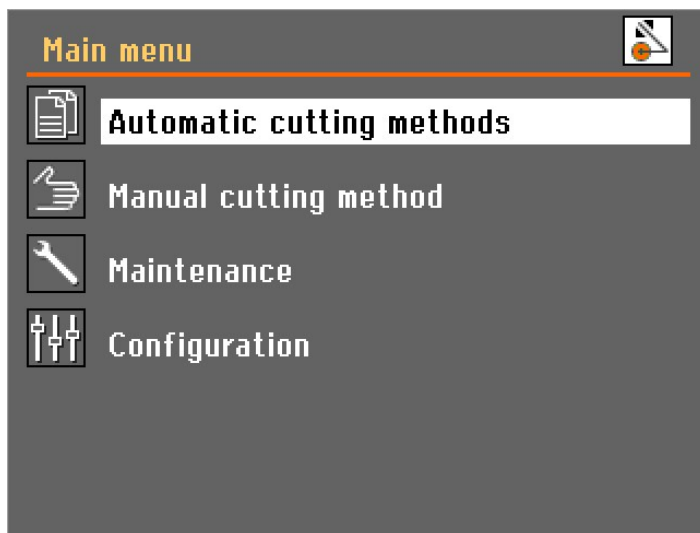 Main menu
Automatic cutting methods
Manual cutting method
Maintenance
Configuration